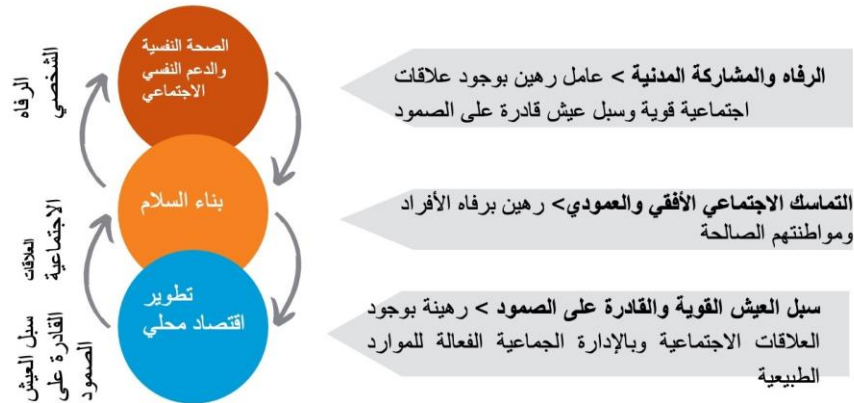 الرفاه
الشخصي
الصحة النفسية
والدعم النفسي
الاجتماعي
الرفاه والمشاركة المدنية > عامل رهين بوجود علاقات
اجتماعية قوية وسبل عيش قادرة على الصمود
العلاقات
الاجتماعية
بناء السلام
التماسك الاجتماعي الأفقي والعمودي> رهين برفاه الأفراد
ومواطنتهم الصالحة
سبل العيش
القادرة على
الصمود
تطوير
اقتصاد محلي
سبل العيش القوية والقادرة على الصمود > رهينة بوجود
العلاقات الاجتماعية وبالإدارة الجماعية الفعالة للموارد
الطبيعية